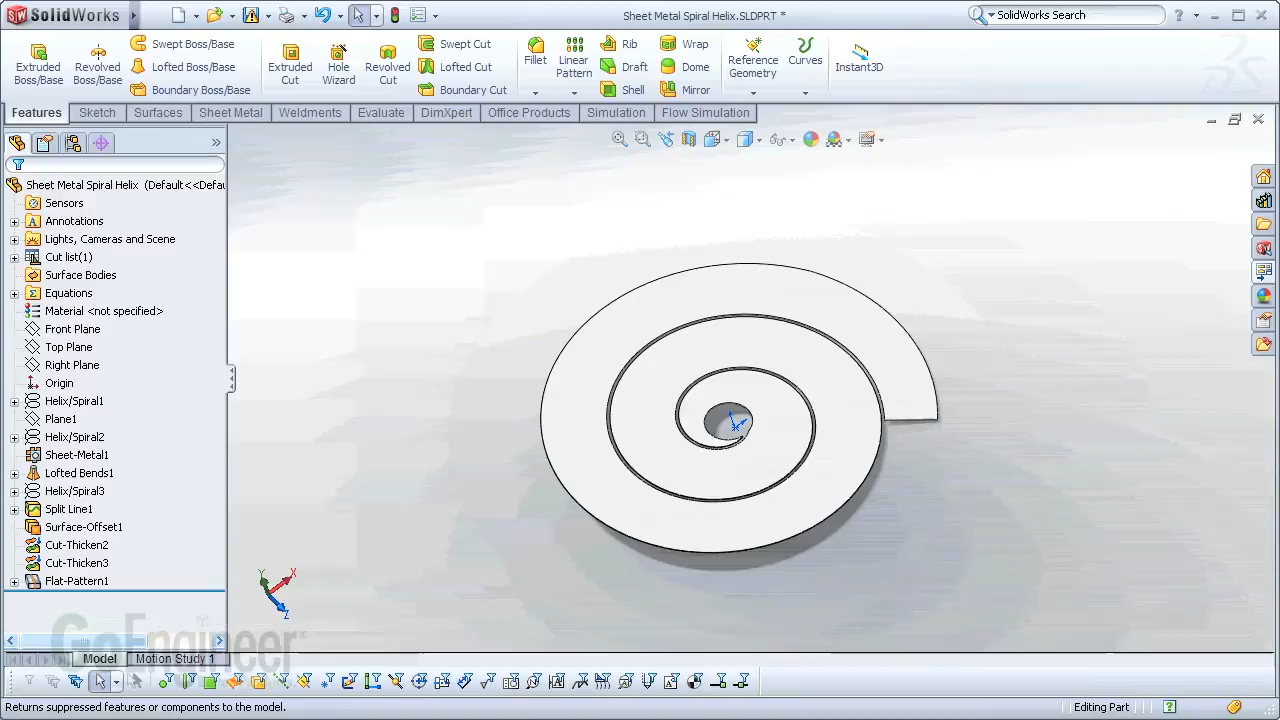 SolidWorks
Sheet Metal Spiral Helix.SLDPRT *
SolidWorks Search
Extruded Boss/Base
Revolved Boss/Base
Swept Boss/Base
Lofted Boss/Base
Boundary Boss/Base
Extruded Cut
Hole Wizard
Revolved Cut
Swept Cut
Lofted Cut
Boundary Cut
Fillet
Linear Pattern
Rib
Draft
Shell
Wrap
Dome
Mirror
Reference Geometry
Curves
Instant3D
Features
Sketch
Surfaces
Sheet Metal
Weldments
Evaluate
DimXpert
Office Products
Simulation
Flow Simulation
Sheet Metal Spiral Helix (Default<<Defau
Sensors
Annotations
Lights, Cameras and Scene
Cut list(1)
Surface Bodies
Equations
Material <not specified>
Front Plane
Top Plane
Right Plane
Origin
Helix/Spiral1
Plane1
Helix/Spiral2
Sheet-Metal1
Lofted Bends1
Helix/Spiral3
Split Line1
Surface-Offset1
Cut-Thicken2
Cut-Thicken3
Flat-Pattern1
Y
X
Z
GoEngineer
Model
Motion Study 1
Returns suppressed features or components to the model.
Editing Part